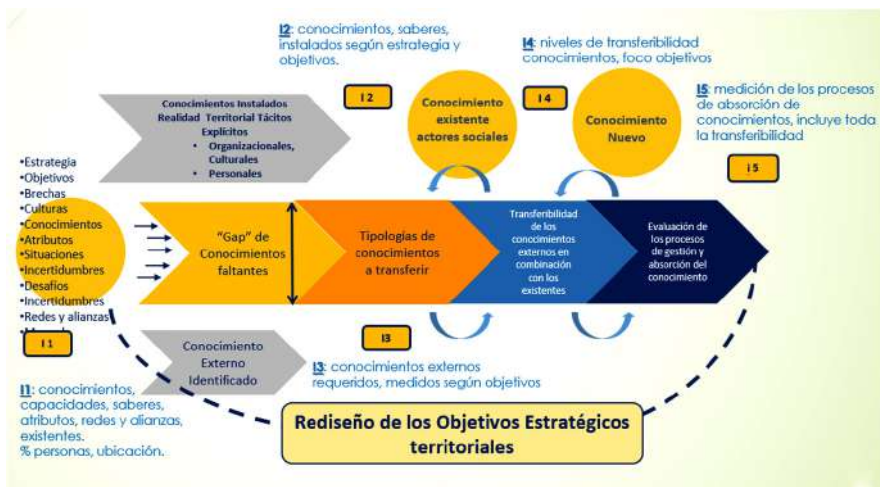 I2: conocimientos, saberes,
instalados según estrategia y
objetivos.
I4: niveles de transferibilidad
conocimientos, foco objetivos
I5: medición de los procesos
de absorción de
conocimientos, incluye toda
la transferibilidad
Conocimientos Instalados
Realidad Territorial Tácitos
Explícitos
• Organizacionales,
Culturales
• Personales
I2
Conocimiento
existente
actores sociales
I4
Conocimiento
Nuevo
I5
•Estrategia
•Objetivos
•Brechas
•Culturas
•Conocimientos
•Atributos
•Situaciones
•Incertidumbres
•Desafíos
•Incertidumbres
•Redes y alianzas
I1
"Gap" de
Conocimientos
faltantes
Tipologías de
conocimientos
a transferir
Transferibilidad
de los
conocimientos
externos en
combinación
con los
existentes
Evaluación de
los procesos
de gestión y
absorción del
conocimiento
Conocimiento
Externo
Identificado
I3
I3: conocimientos externos
requeridos, medidos según objetivos
I1: conocimientos,
capacidades, saberes,
atributos, redes y alianzas,
existentes.
% personas, ubicación.
Rediseño de los Objetivos Estratégicos
territoriales